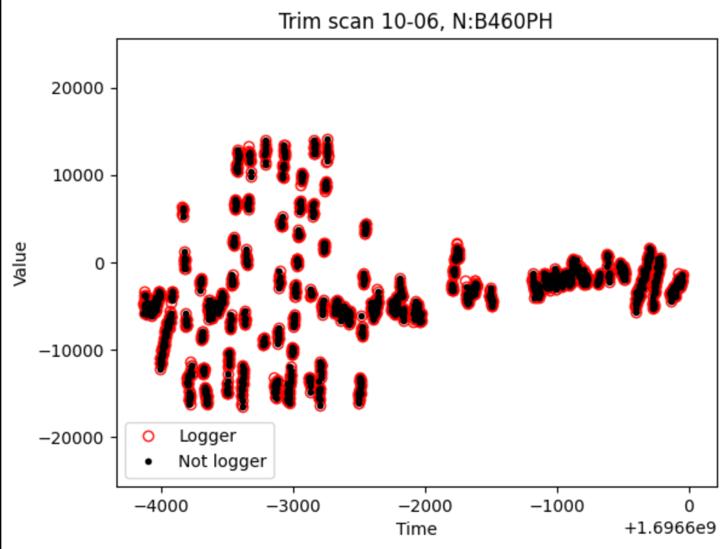 Trim scan 10-06, N:B460PH
20000
10000
0
−10000
−20000
Value
Logger
Not logger
−4000 −3000 −2000 −1000 0
Time
+1.6966e9